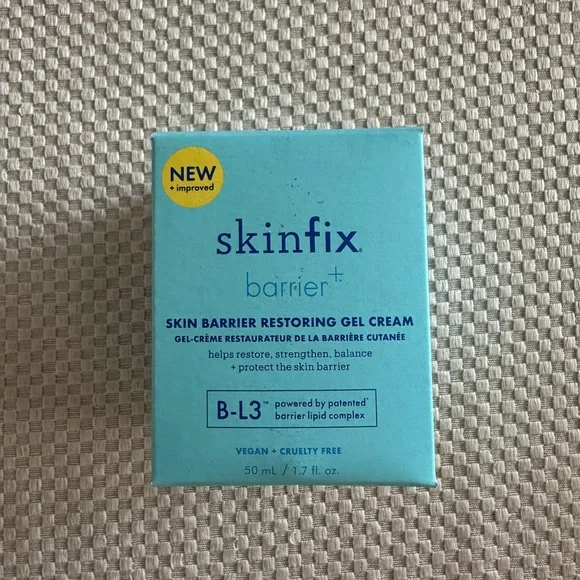 NEW
+ improved
skinfix®
barrier+
SKIN BARRIER RESTORING GEL CREAM
GEL-CRÈME RESTAURATEUR DE LA BARRIÈRE CUTANÉE
helps restore, strengthen, balance
+ protect the skin barrier
B-L3™ powered by patented*
barrier lipid complex
VEGAN + CRUELTY FREE
50 mL / 1.7 fl. oz.